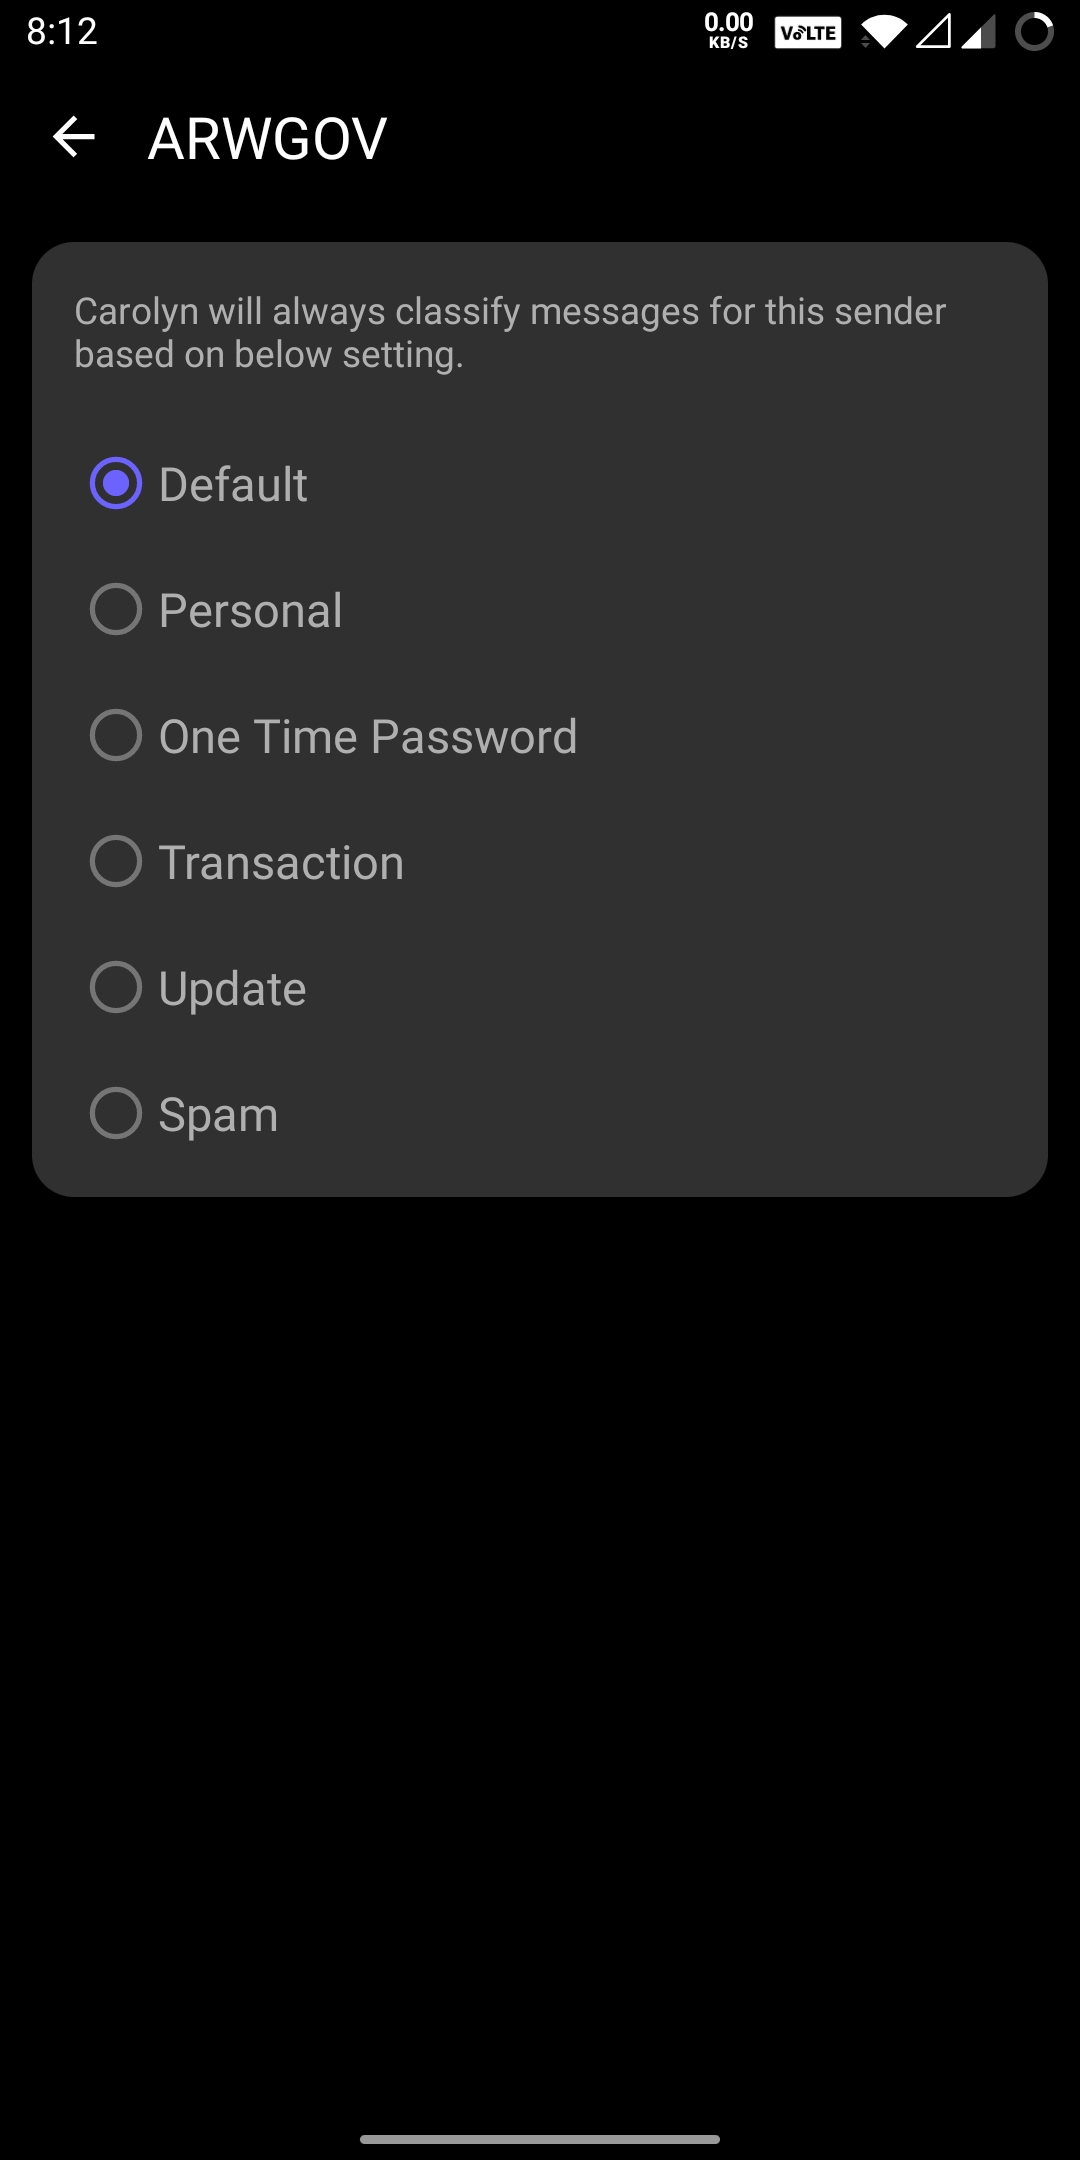 8:12
0.00
KB/S
VoLTE
ARWGOV
Carolyn will always classify messages for this sender
based on below setting.
Default
Personal
One Time Password
Transaction
Update
Spam